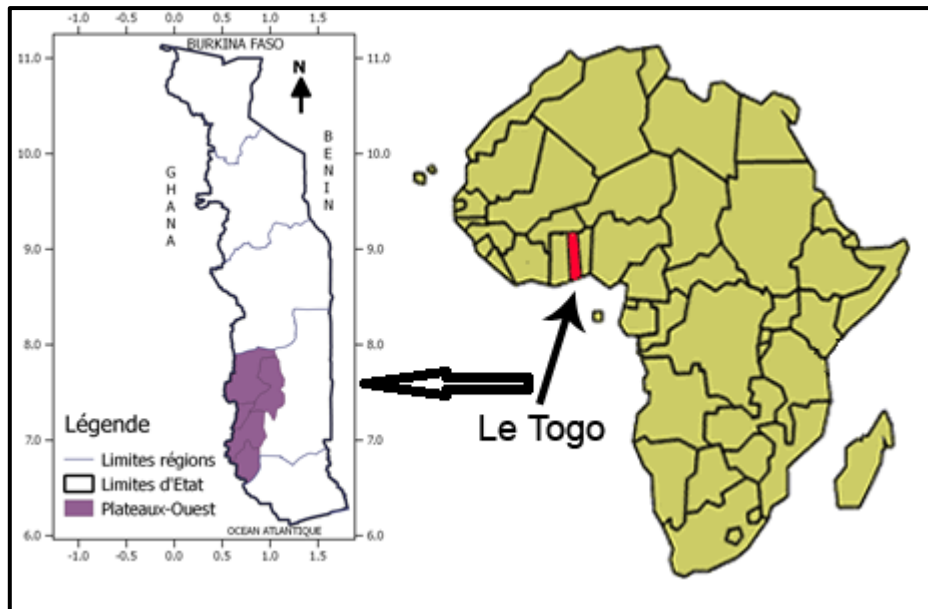 -1.0 -0.5 0.0 0.5 1.0 1.5
BURKINA FASO
11.0 11.0
N
BENIN
10.0 10.0
GHANA
9.0 9.0
8.0 8.0
Légende
7.0 7.0
Limites régions
Limites d'Etat
Plateaux-Ouest
OCEAN ATLANTIQUE
6.0 6.0
-1.0 -0.5 0.0 0.5 1.0 1.5
Le Togo